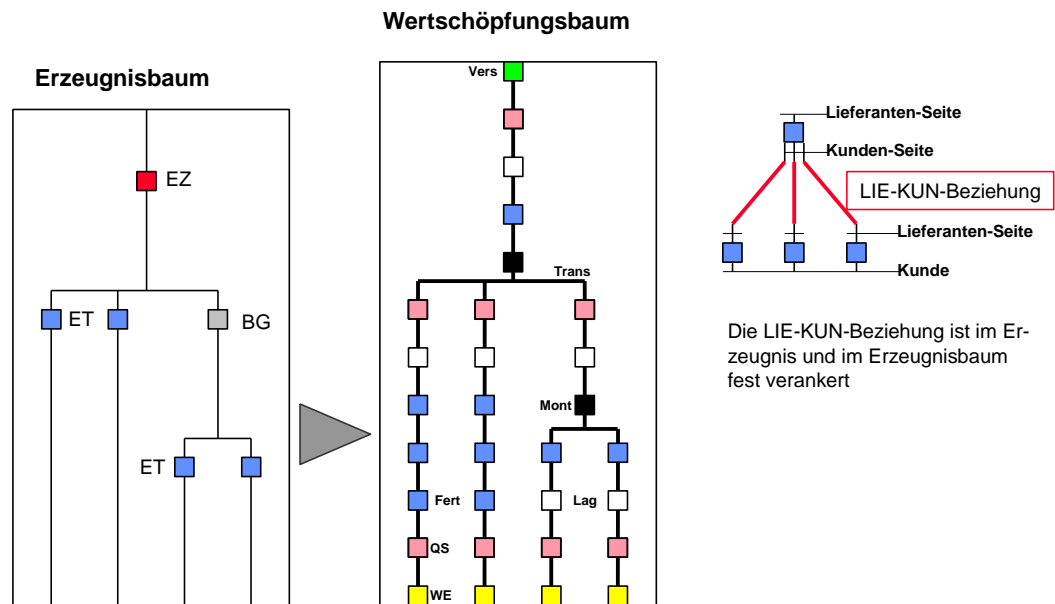 Wertschöpfungsbaum
Erzeugnisbaum
Vers
EZ
ET
BG
ET
Trans
Mont
Fert
Lag
QS
WE
Lieferanten-Seite
Kunden-Seite
LIE-KUN-Beziehung
Lieferanten-Seite
Kunde
Die LIE-KUN-Beziehung ist im Er-
zeugnis und im Erzeugnisbaum
fest verankert